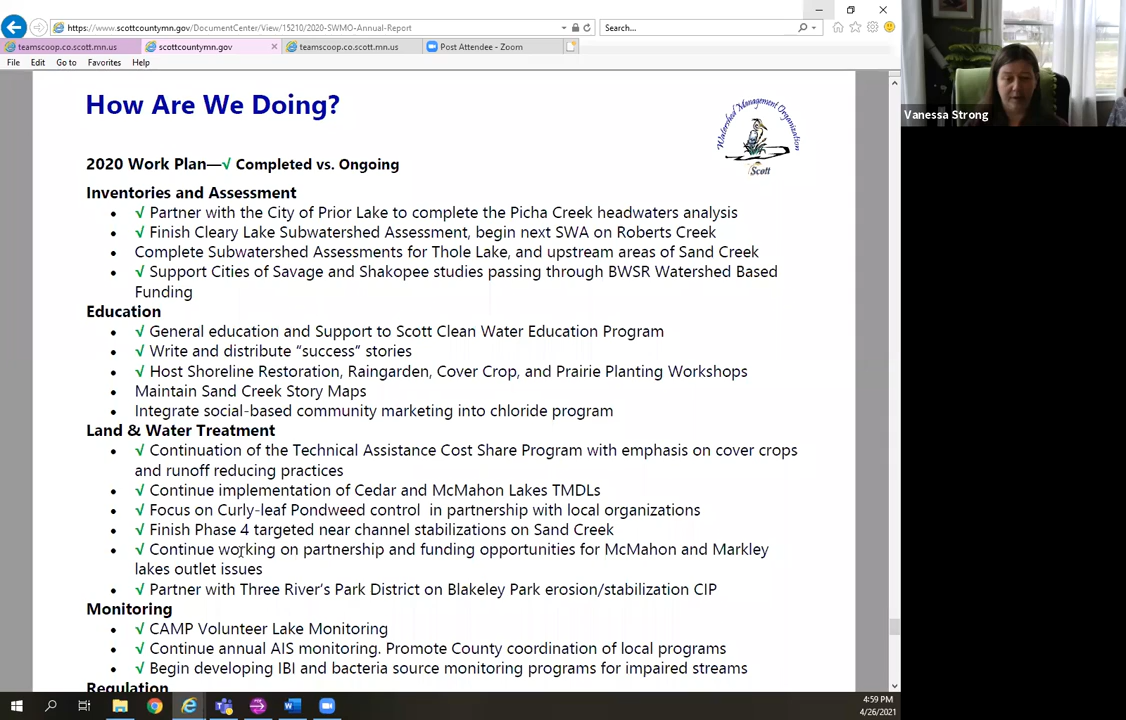 https://www.scottcountymn.gov/DocumentCenter/View/15210/2020-SWMO-Annual-Report
Search...
teamscoop.co.scott.mn.us
scottcountymn.gov
teamscoop.co.scott.mn.us
Post Attendee - Zoom
File Edit Go to Favorites Help
Vanessa Strong
How Are We Doing?
Watershed Management Organization
Scott
2020 Work Plan—√ Completed vs. Ongoing
Inventories and Assessment
• √ Partner with the City of Prior Lake to complete the Picha Creek headwaters analysis
• √ Finish Cleary Lake Subwatershed Assessment, begin next SWA on Roberts Creek
• Complete Subwatershed Assessments for Thole Lake, and upstream areas of Sand Creek
• √ Support Cities of Savage and Shakopee studies passing through BWSR Watershed Based
Funding
Education
• √ General education and Support to Scott Clean Water Education Program
• √ Write and distribute “success” stories
• √ Host Shoreline Restoration, Raingarden, Cover Crop, and Prairie Planting Workshops
• Maintain Sand Creek Story Maps
• Integrate social-based community marketing into chloride program
Land & Water Treatment
• √ Continuation of the Technical Assistance Cost Share Program with emphasis on cover crops
and runoff reducing practices
• √ Continue implementation of Cedar and McMahon Lakes TMDLs
• √ Focus on Curly-leaf Pondweed control in partnership with local organizations
• √ Finish Phase 4 targeted near channel stabilizations on Sand Creek
• √ Continue working on partnership and funding opportunities for McMahon and Markley
lakes outlet issues
• √ Partner with Three River’s Park District on Blakeley Park erosion/stabilization CIP
Monitoring
• √ CAMP Volunteer Lake Monitoring
• √ Continue annual AIS monitoring. Promote County coordination of local programs
• √ Begin developing IBI and bacteria source monitoring programs for impaired streams
Regulation
4:59 PM
4/26/2021